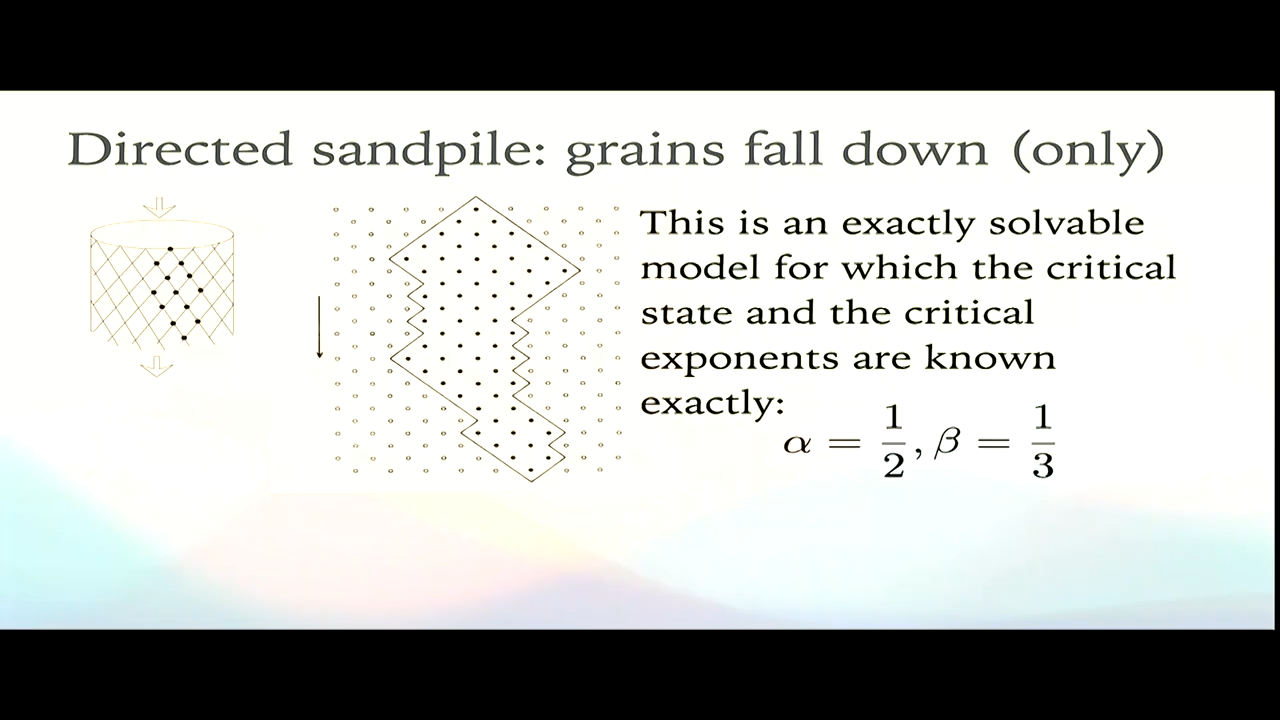 Directed sandpile: grains fall down (only)
This is an exactly solvable
model for which the critical
state and the critical
exponents are known
exactly:
α = 1/2, β = 1/3